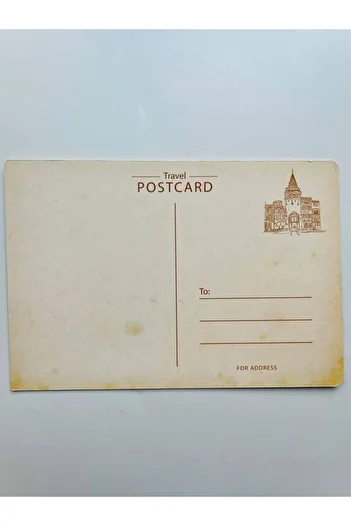 Travel
POSTCARD
To:
FOR ADDRESS